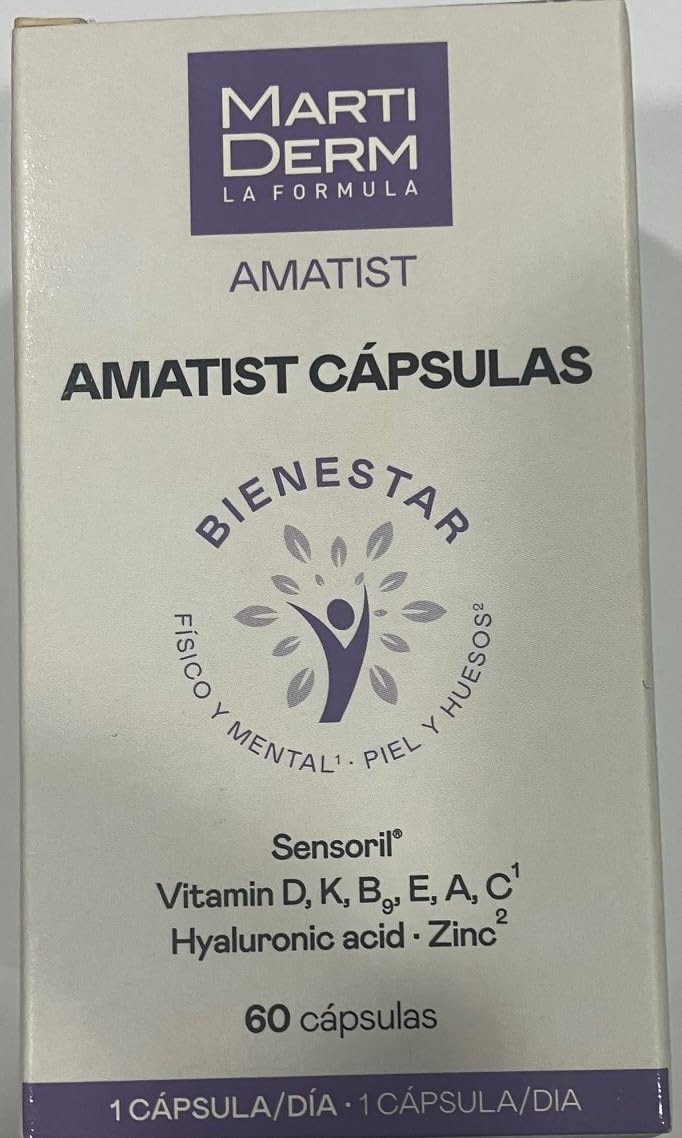 MARTI
DERM
LA FORMULA
AMATIST
AMATIST CÁPSULAS
BIENESTAR
FÍSICO Y MENTAL¹ · PIEL Y HUESOS²
Sensoril®
Vitamin D, K, B₉, E, A, C¹
Hyaluronic acid · Zinc²
60 cápsulas
1 CÁPSULA/DÍA · 1 CÁPSULA/DIA